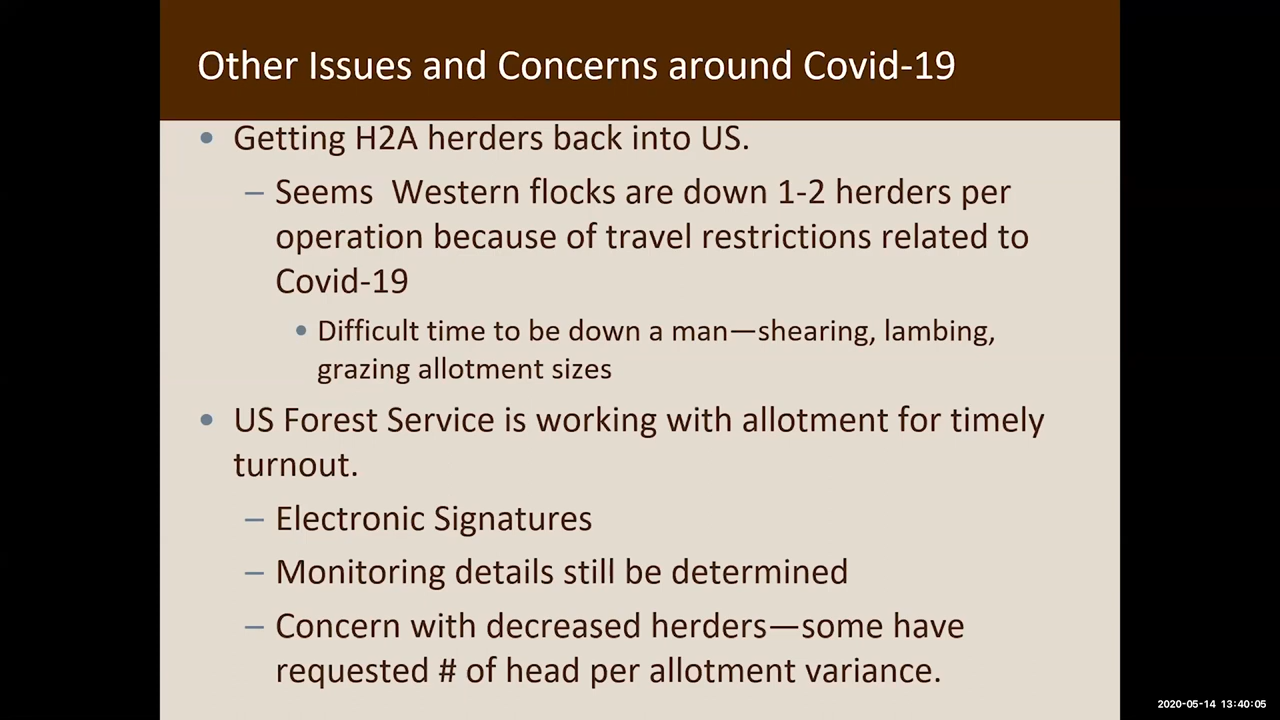 Other Issues and Concerns around Covid-19
• Getting H2A herders back into US.
– Seems  Western flocks are down 1-2 herders per
operation because of travel restrictions related to
Covid-19
• Difficult time to be down a man—shearing, lambing,
grazing allotment sizes
• US Forest Service is working with allotment for timely
turnout.
– Electronic Signatures
– Monitoring details still be determined
– Concern with decreased herders—some have
requested # of head per allotment variance.
2020-05-14 13:40:05